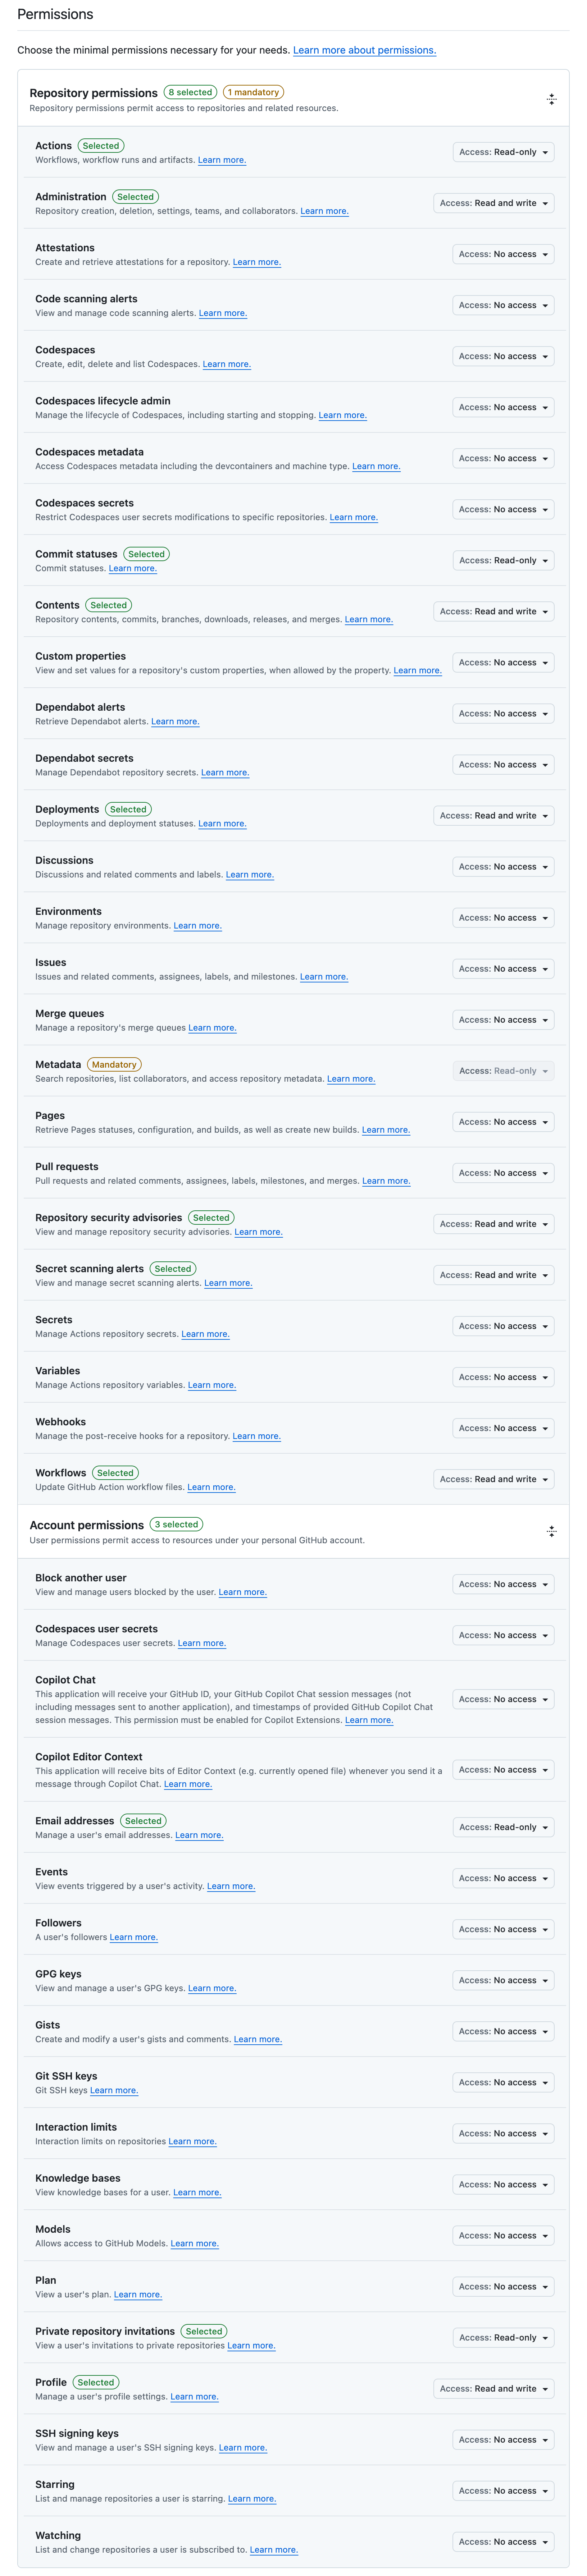 Permissions
Choose the minimal permissions necessary for your needs. Learn more about permissions.
Repository permissions 8 selected 1 mandatory
Repository permissions permit access to repositories and related resources.
Actions Selected
Workflows, workflow runs and artifacts. Learn more.
Access: Read-only
Administration Selected
Repository creation, deletion, settings, teams, and collaborators. Learn more.
Access: Read and write
Attestations
Create and retrieve attestations for a repository. Learn more.
Access: No access
Code scanning alerts
View and manage code scanning alerts. Learn more.
Access: No access
Codespaces
Create, edit, delete and list Codespaces. Learn more.
Access: No access
Codespaces lifecycle admin
Manage the lifecycle of Codespaces, including starting and stopping. Learn more.
Access: No access
Codespaces metadata
Access Codespaces metadata including the devcontainers and machine type. Learn more.
Access: No access
Codespaces secrets
Restrict Codespaces user secrets modifications to specific repositories. Learn more.
Access: No access
Commit statuses Selected
Commit statuses. Learn more.
Access: Read-only
Contents Selected
Repository contents, commits, branches, downloads, releases, and merges. Learn more.
Access: Read and write
Custom properties
View and set values for a repository's custom properties, when allowed by the property. Learn more.
Access: No access
Dependabot alerts
Retrieve Dependabot alerts. Learn more.
Access: No access
Dependabot secrets
Manage Dependabot repository secrets. Learn more.
Access: No access
Deployments Selected
Deployments and deployment statuses. Learn more.
Access: Read and write
Discussions
Discussions and related comments and labels. Learn more.
Access: No access
Environments
Manage repository environments. Learn more.
Access: No access
Issues
Issues and related comments, assignees, labels, and milestones. Learn more.
Access: No access
Merge queues
Manage a repository's merge queues Learn more.
Access: No access
Metadata Mandatory
Search repositories, list collaborators, and access repository metadata. Learn more.
Access: Read-only
Pages
Retrieve Pages statuses, configuration, and builds, as well as create new builds. Learn more.
Access: No access
Pull requests
Pull requests and related comments, assignees, labels, milestones, and merges. Learn more.
Access: No access
Repository security advisories Selected
View and manage repository security advisories. Learn more.
Access: Read and write
Secret scanning alerts Selected
View and manage secret scanning alerts. Learn more.
Access: Read and write
Secrets
Manage Actions repository secrets. Learn more.
Access: No access
Variables
Manage Actions repository variables. Learn more.
Access: No access
Webhooks
Manage the post-receive hooks for a repository. Learn more.
Access: No access
Workflows Selected
Update GitHub Action workflow files. Learn more.
Access: Read and write
Account permissions 3 selected
User permissions permit access to resources under your personal GitHub account.
Block another user
View and manage users blocked by the user. Learn more.
Access: No access
Codespaces user secrets
Manage Codespaces user secrets. Learn more.
Access: No access
Copilot Chat
This application will receive your GitHub ID, your GitHub Copilot Chat session messages (not
including messages sent to another application), and timestamps of provided GitHub Copilot Chat
session messages. This permission must be enabled for Copilot Extensions. Learn more.
Access: No access
Copilot Editor Context
This application will receive bits of Editor Context (e.g. currently opened file) whenever you send it a
message through Copilot Chat. Learn more.
Access: No access
Email addresses Selected
Manage a user's email addresses. Learn more.
Access: Read-only
Events
View events triggered by a user's activity. Learn more.
Access: No access
Followers
A user's followers Learn more.
Access: No access
GPG keys
View and manage a user's GPG keys. Learn more.
Access: No access
Gists
Create and modify a user's gists and comments. Learn more.
Access: No access
Git SSH keys
Git SSH keys Learn more.
Access: No access
Interaction limits
Interaction limits on repositories Learn more.
Access: No access
Knowledge bases
View knowledge bases for a user. Learn more.
Access: No access
Models
Allows access to GitHub Models. Learn more.
Access: No access
Plan
View a user's plan. Learn more.
Access: No access
Private repository invitations Selected
View a user's invitations to private repositories Learn more.
Access: Read-only
Profile Selected
Manage a user's profile settings. Learn more.
Access: Read and write
SSH signing keys
View and manage a user's SSH signing keys. Learn more.
Access: No access
Starring
List and manage repositories a user is starring. Learn more.
Access: No access
Watching
List and change repositories a user is subscribed to. Learn more.
Access: No access